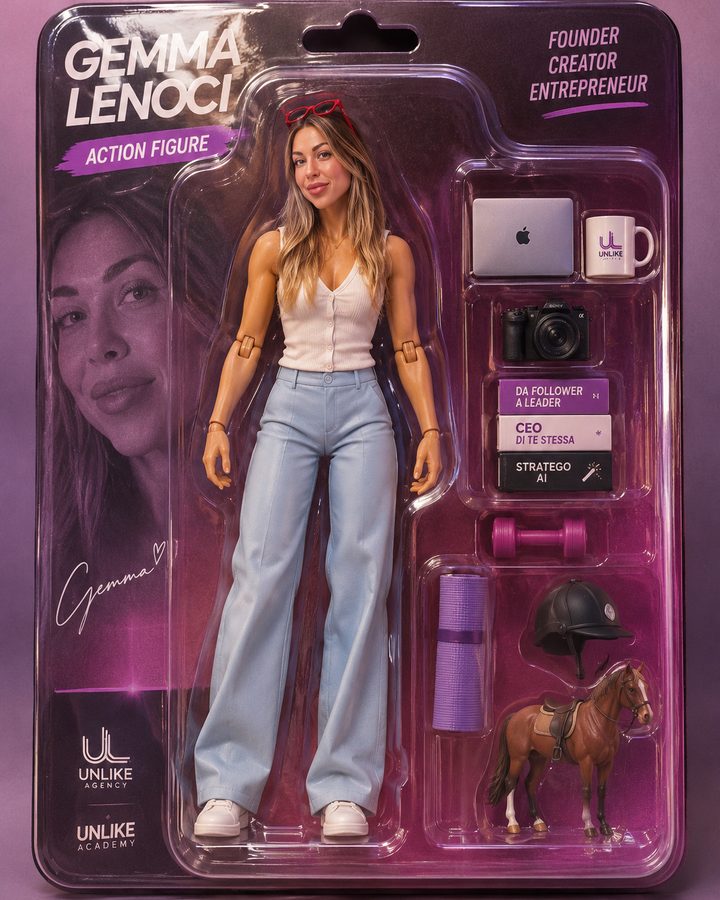 GEMMA
LENOCI
ACTION FIGURE
FOUNDER
CREATOR
ENTREPRENEUR
UL
UNLIKE
SONY
α
DA FOLLOWER
A LEADER
CEO
DI TE STESSA
STRATEGO
AI
Gemma
UL
UNLIKE
AGENCY
UNLIKE
ACADEMY